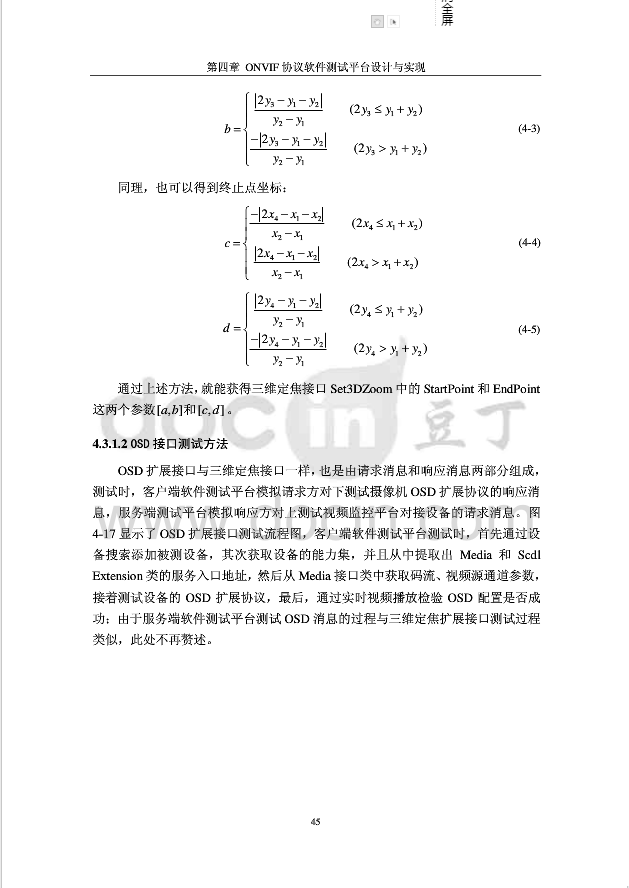 全屏
第四章 ONVIF 协议软件测试平台设计与实现
b = { |2y₃ − y₁ − y₂| / (y₂ − y₁) (2y₃ ≤ y₁ + y₂)
−|2y₃ − y₁ − y₂| / (y₂ − y₁) (2y₃ > y₁ + y₂) (4-3)
同理，也可以得到终止点坐标：
c = { −|2x₄ − x₁ − x₂| / (x₂ − x₁) (2x₄ ≤ x₁ + x₂)
|2x₄ − x₁ − x₂| / (x₂ − x₁) (2x₄ > x₁ + x₂) (4-4)
d = { |2y₄ − y₁ − y₂| / (y₂ − y₁) (2y₄ ≤ y₁ + y₂)
−|2y₄ − y₁ − y₂| / (y₂ − y₁) (2y₄ > y₁ + y₂) (4-5)
通过上述方法，就能获得三维定焦接口 Set3DZoom 中的 StartPoint 和 EndPoint
这两个参数[a,b]和[c,d]。
4.3.1.2 OSD 接口测试方法
OSD 扩展接口与三维定焦接口一样，也是由请求消息和响应消息两部分组成，
测试时，客户端软件测试平台模拟请求方对下测试摄像机 OSD 扩展协议的响应消
息，服务端测试平台模拟响应方对上测试视频监控平台对接设备的请求消息。图
4-17 显示了 OSD 扩展接口测试流程图，客户端软件测试平台测试时，首先通过设
备搜索添加被测设备，其次获取设备的能力集，并且从中提取出 Media 和 Scdl
Extension 类的服务入口地址，然后从 Media 接口类中获取码流、视频源通道参数，
接着测试设备的 OSD 扩展协议，最后，通过实时视频播放检验 OSD 配置是否成
功；由于服务端软件测试平台测试 OSD 消息的过程与三维定焦扩展接口测试过程
类似，此处不再赘述。
doc in 豆丁
www.docin.com
45